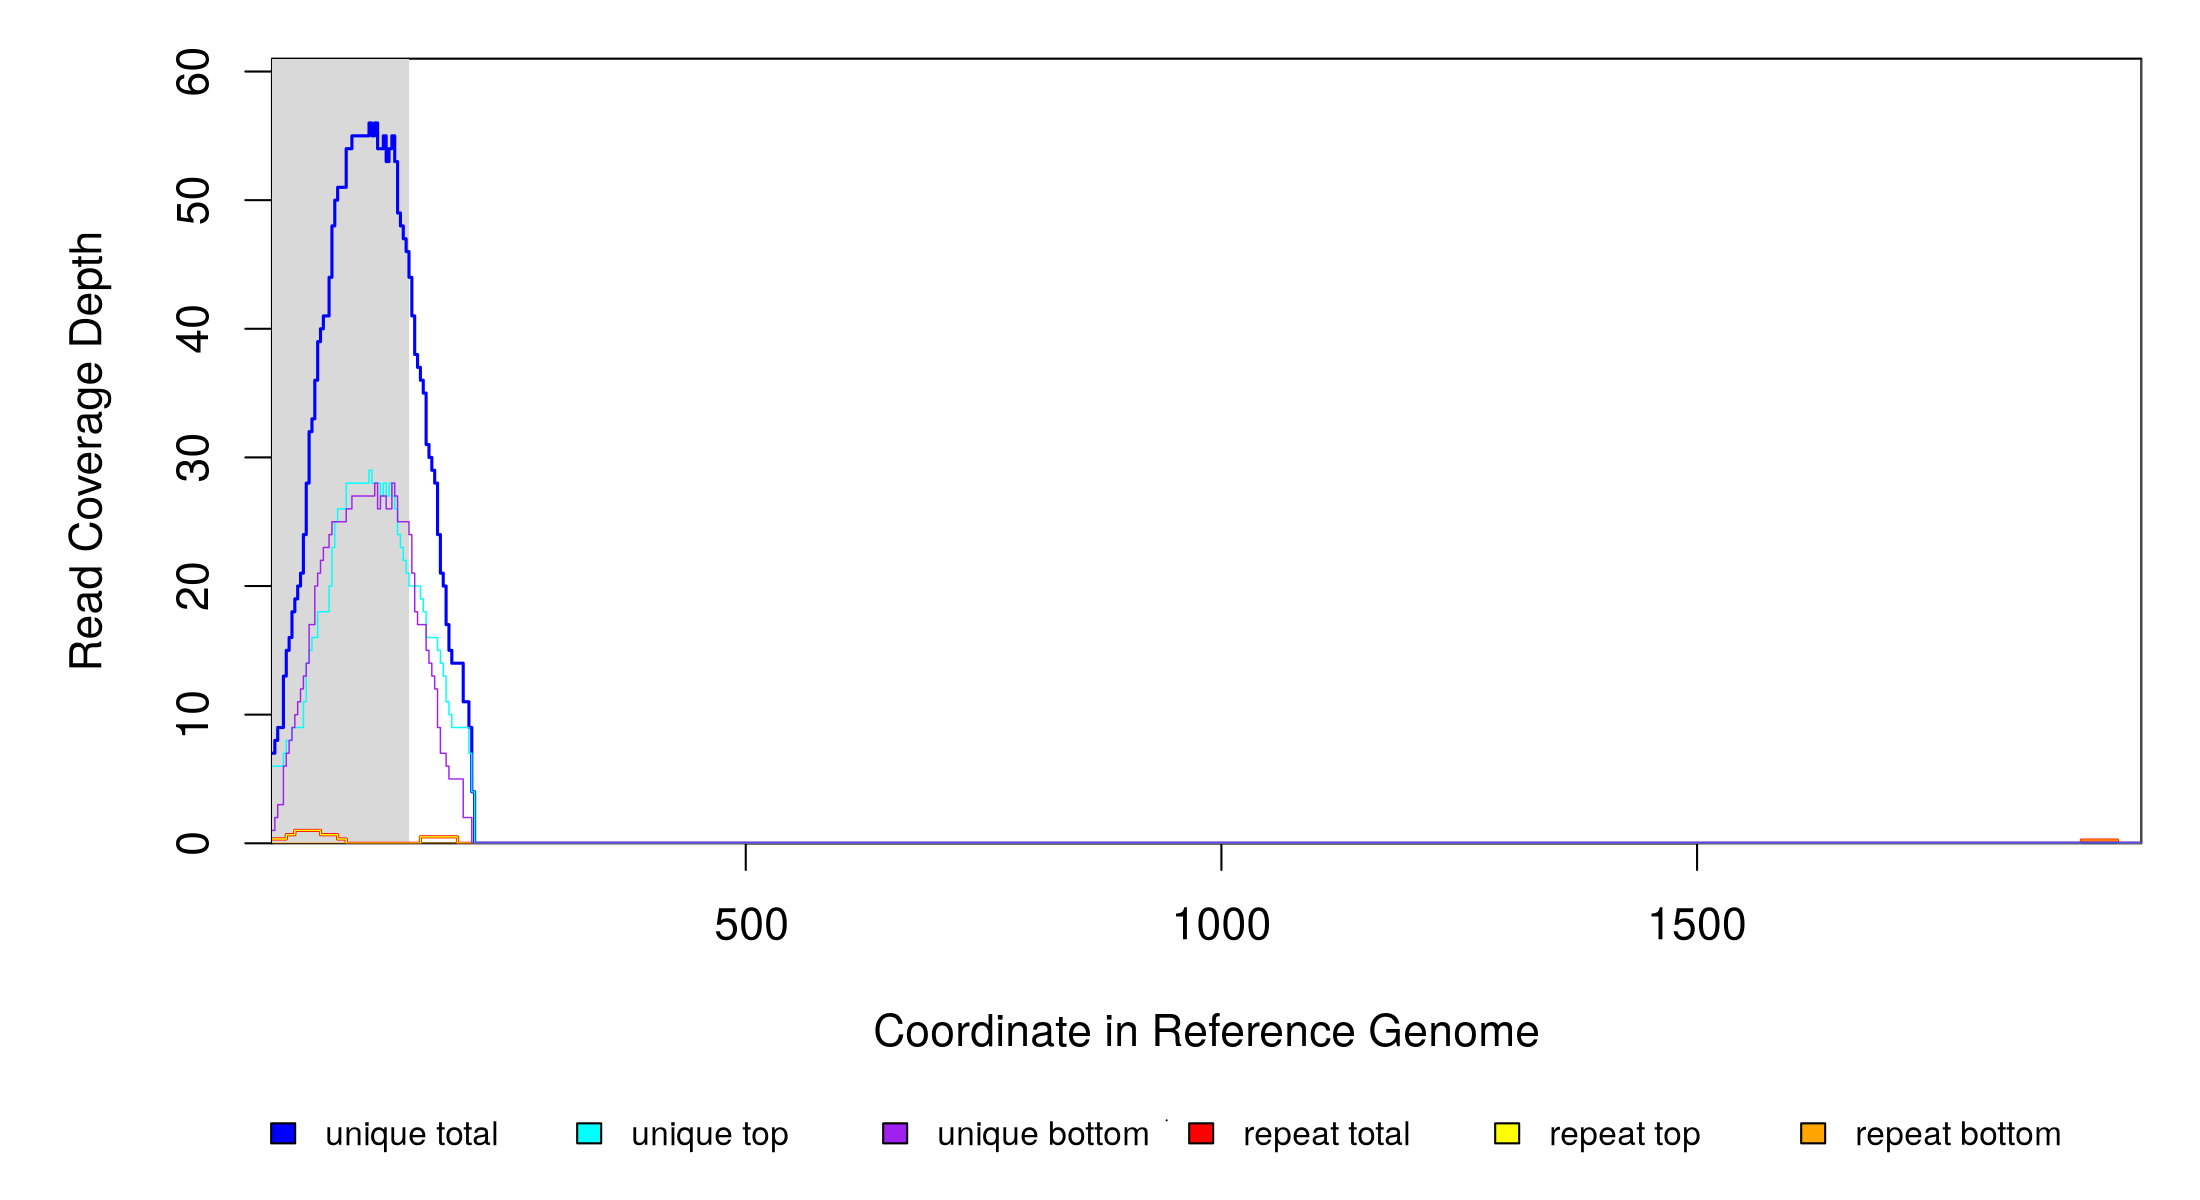 60
50
40
30
20
10
0
Read Coverage Depth
500 1000 1500
Coordinate in Reference Genome
unique total unique top unique bottom repeat total repeat top repeat bottom